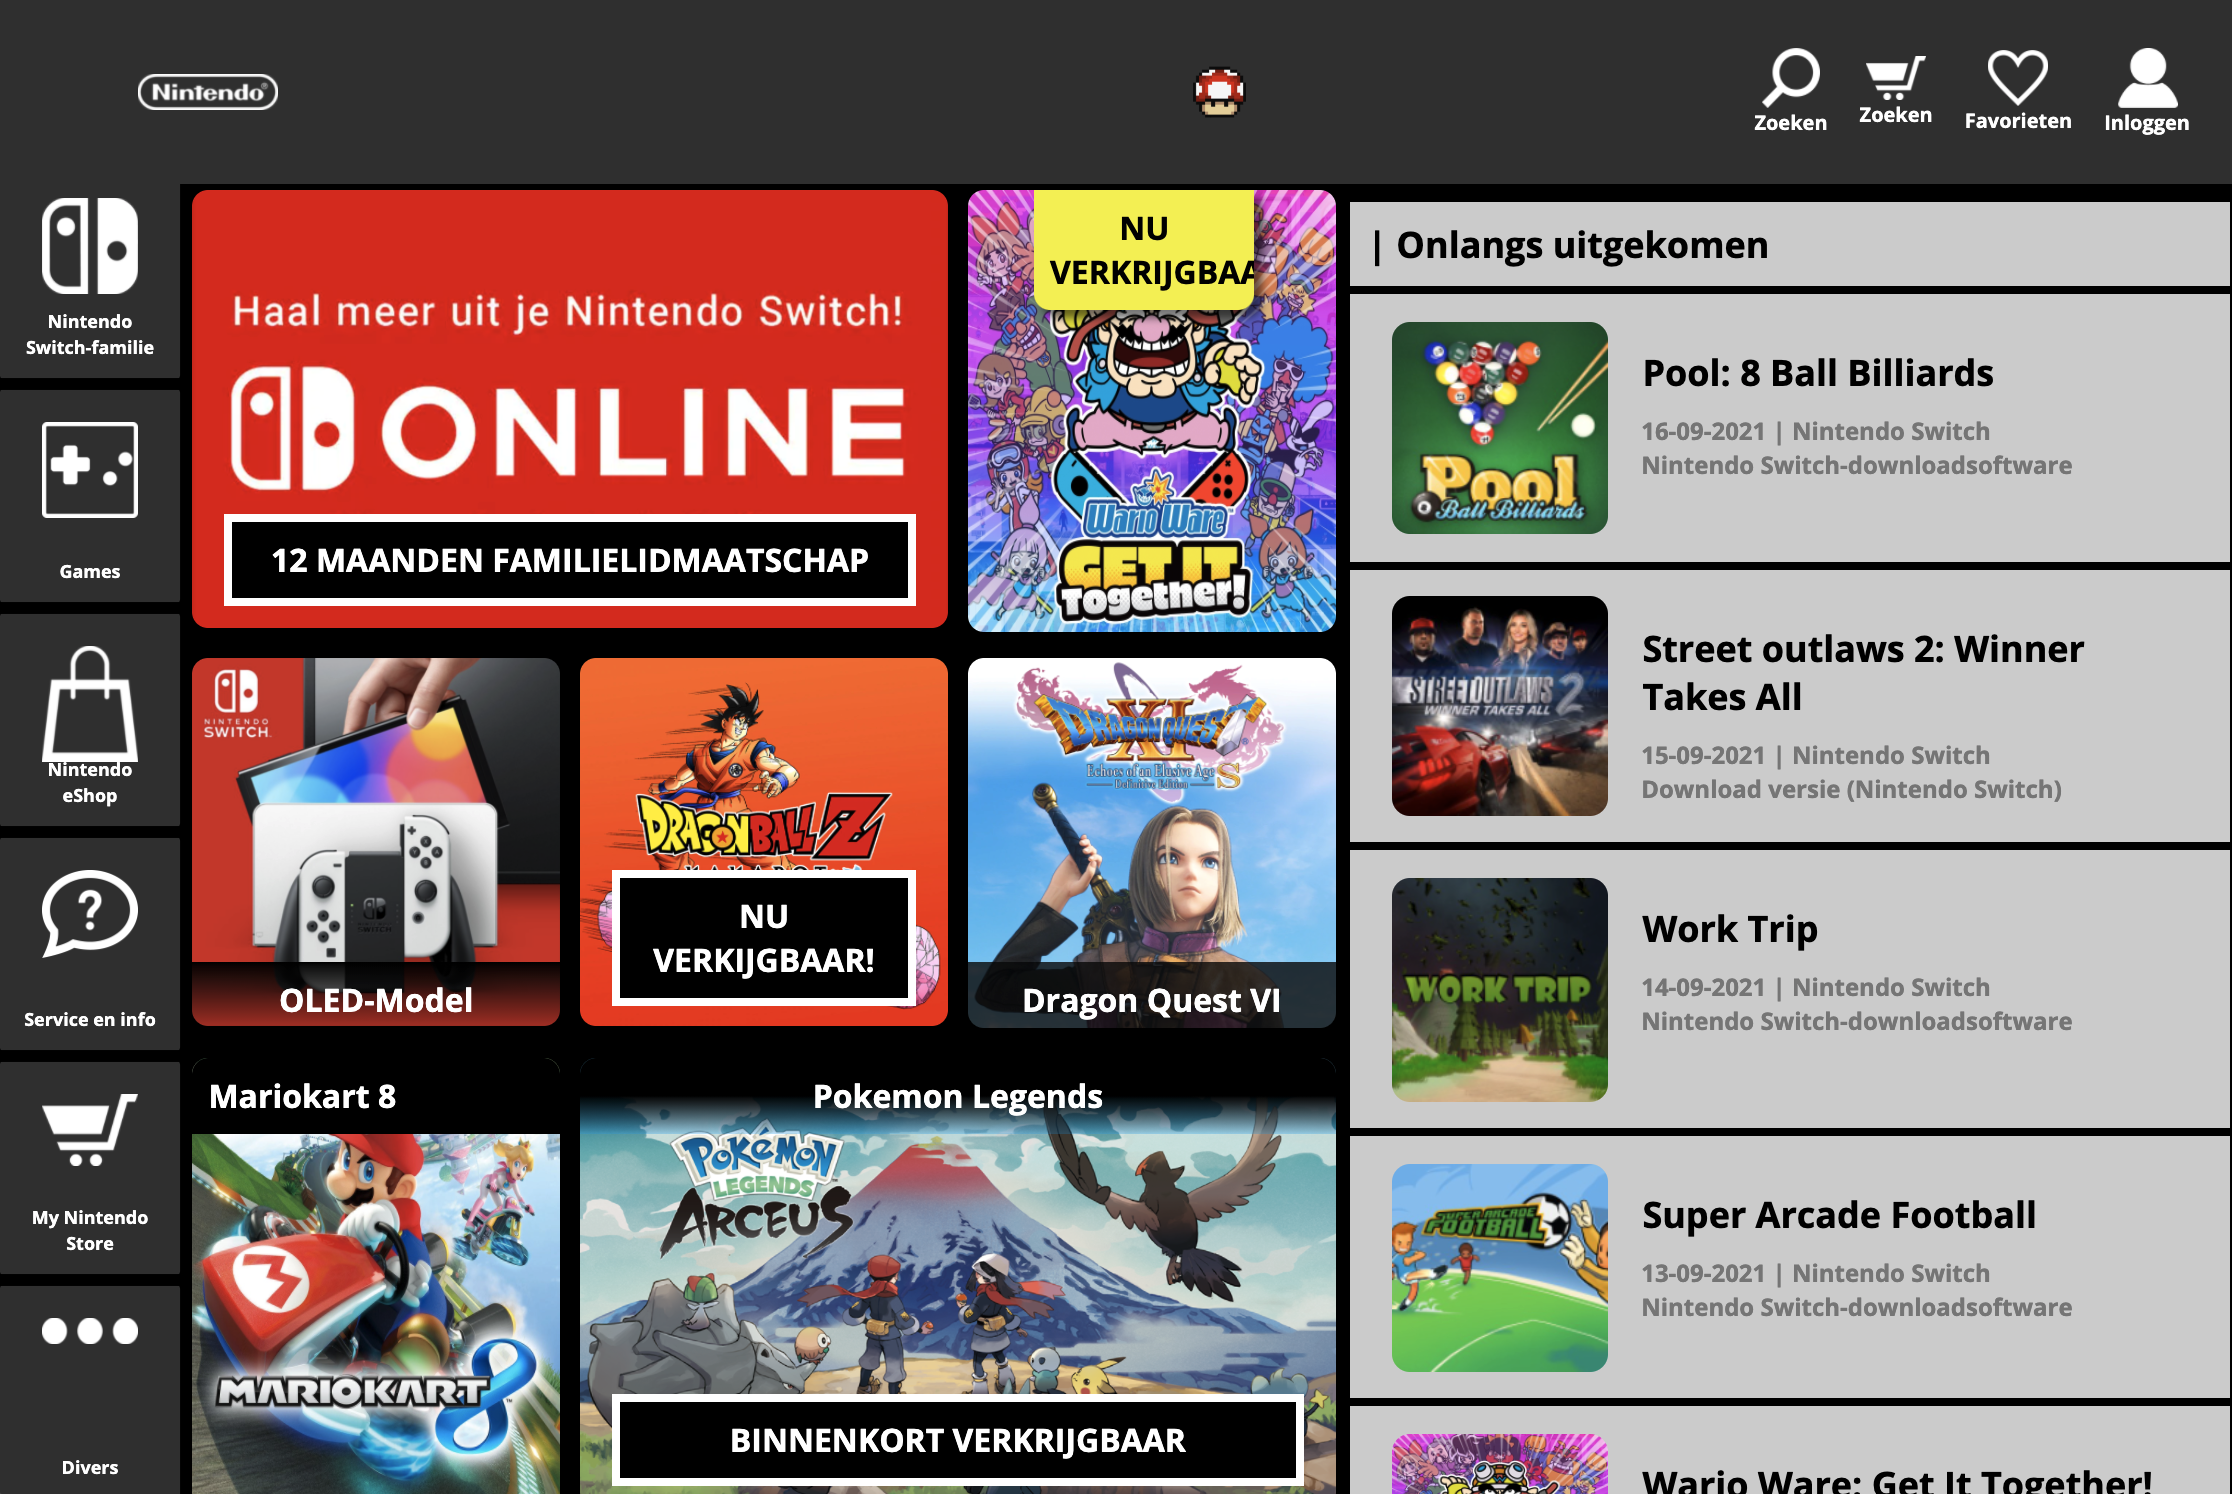 Nintendo®
Zoeken
Zoeken
Favorieten
Inloggen
Nintendo
Switch-familie
Games
Nintendo
eShop
Service en info
My Nintendo
Store
Divers
Haal meer uit je Nintendo Switch!
ONLINE
12 MAANDEN FAMILIELIDMAATSCHAP
NU
VERKRIJGBAA
Wario Ware
GET IT
Together!
NINTENDO
SWITCH
OLED-Model
DRAGONBALL Z
NU
VERKIJGBAAR!
DRAGON QUEST
XI
Echoes of an Elusive Age S
Definitive Edition
Dragon Quest VI
Mariokart 8
MARIOKART 8
Pokemon Legends
POKéMON
LEGENDS
ARCEUS
BINNENKORT VERKRIJGBAAR
| Onlangs uitgekomen
Pool
Ball Billiards
Pool: 8 Ball Billiards
16-09-2021 | Nintendo Switch
Nintendo Switch-downloadsoftware
STREET OUTLAWS 2
WINNER TAKES ALL
Street outlaws 2: Winner
Takes All
15-09-2021 | Nintendo Switch
Download versie (Nintendo Switch)
WORK TRIP
Work Trip
14-09-2021 | Nintendo Switch
Nintendo Switch-downloadsoftware
SUPER ARCADE
FOOTBALL
Super Arcade Football
13-09-2021 | Nintendo Switch
Nintendo Switch-downloadsoftware
Wario Ware: Get It Together!